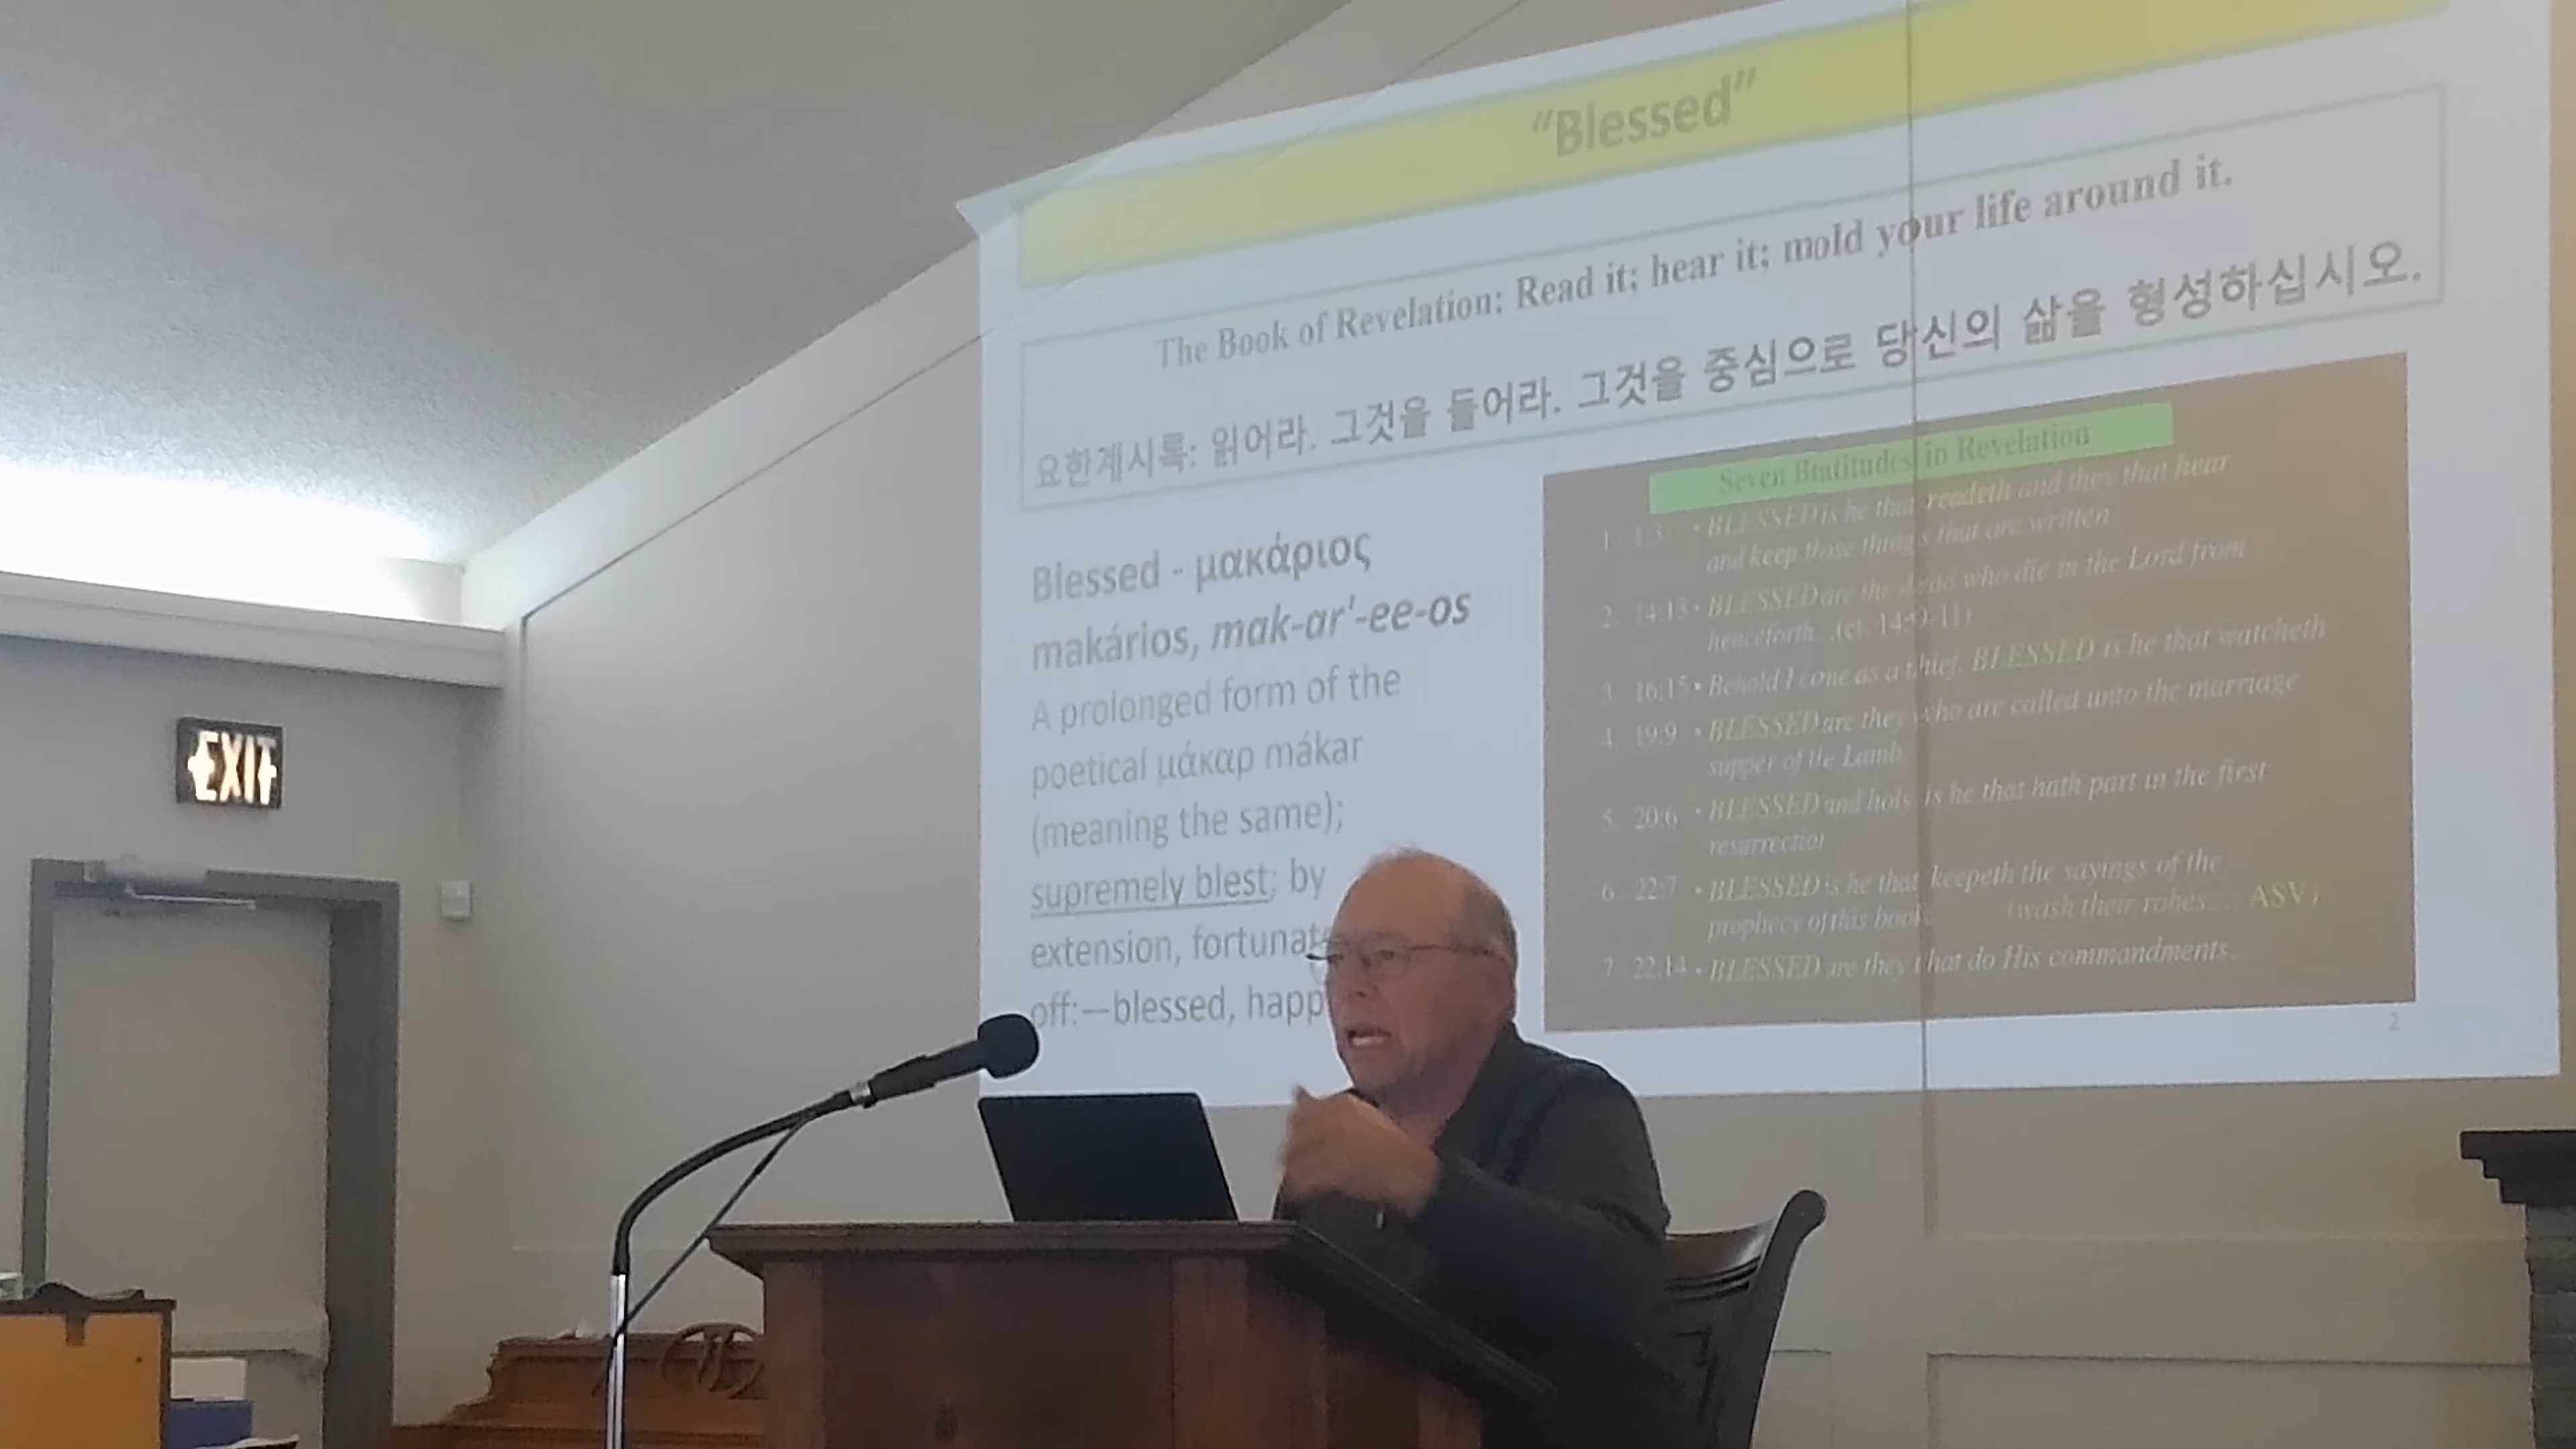 "Blessed"
The Book of Revelation: Read it; hear it; mold your life around it.
요한계시록: 읽어라. 그것을 들어라. 그것을 중심으로 당신의 삶을 형성하십시오.
Blessed - μακάριος
makários, mak-ar'-ee-os
A prolonged form of the
poetical μάκαρ mákar
(meaning the same);
supremely blest; by
extension, fortunate
off:—blessed, happ
Seven Beatitudes in Revelation
1. 1:3 • BLESSED is he that readeth and they that hear
and keep those things that are written
2. 14:13 • BLESSED are the dead who die in the Lord from
henceforth...(cf. 14:9-11)
3. 16:15 • Behold I come as a thief. BLESSED is he that watcheth
4. 19:9 • BLESSED are they who are called unto the marriage
supper of the Lamb
5. 20:6 • BLESSED and holy is he that hath part in the first
resurrection
6. 22:7 • BLESSED is he that keepeth the sayings of the
prophecy of this book. (wash their robes... ASV)
7. 22:14 • BLESSED are they that do His commandments...
2
EXIT